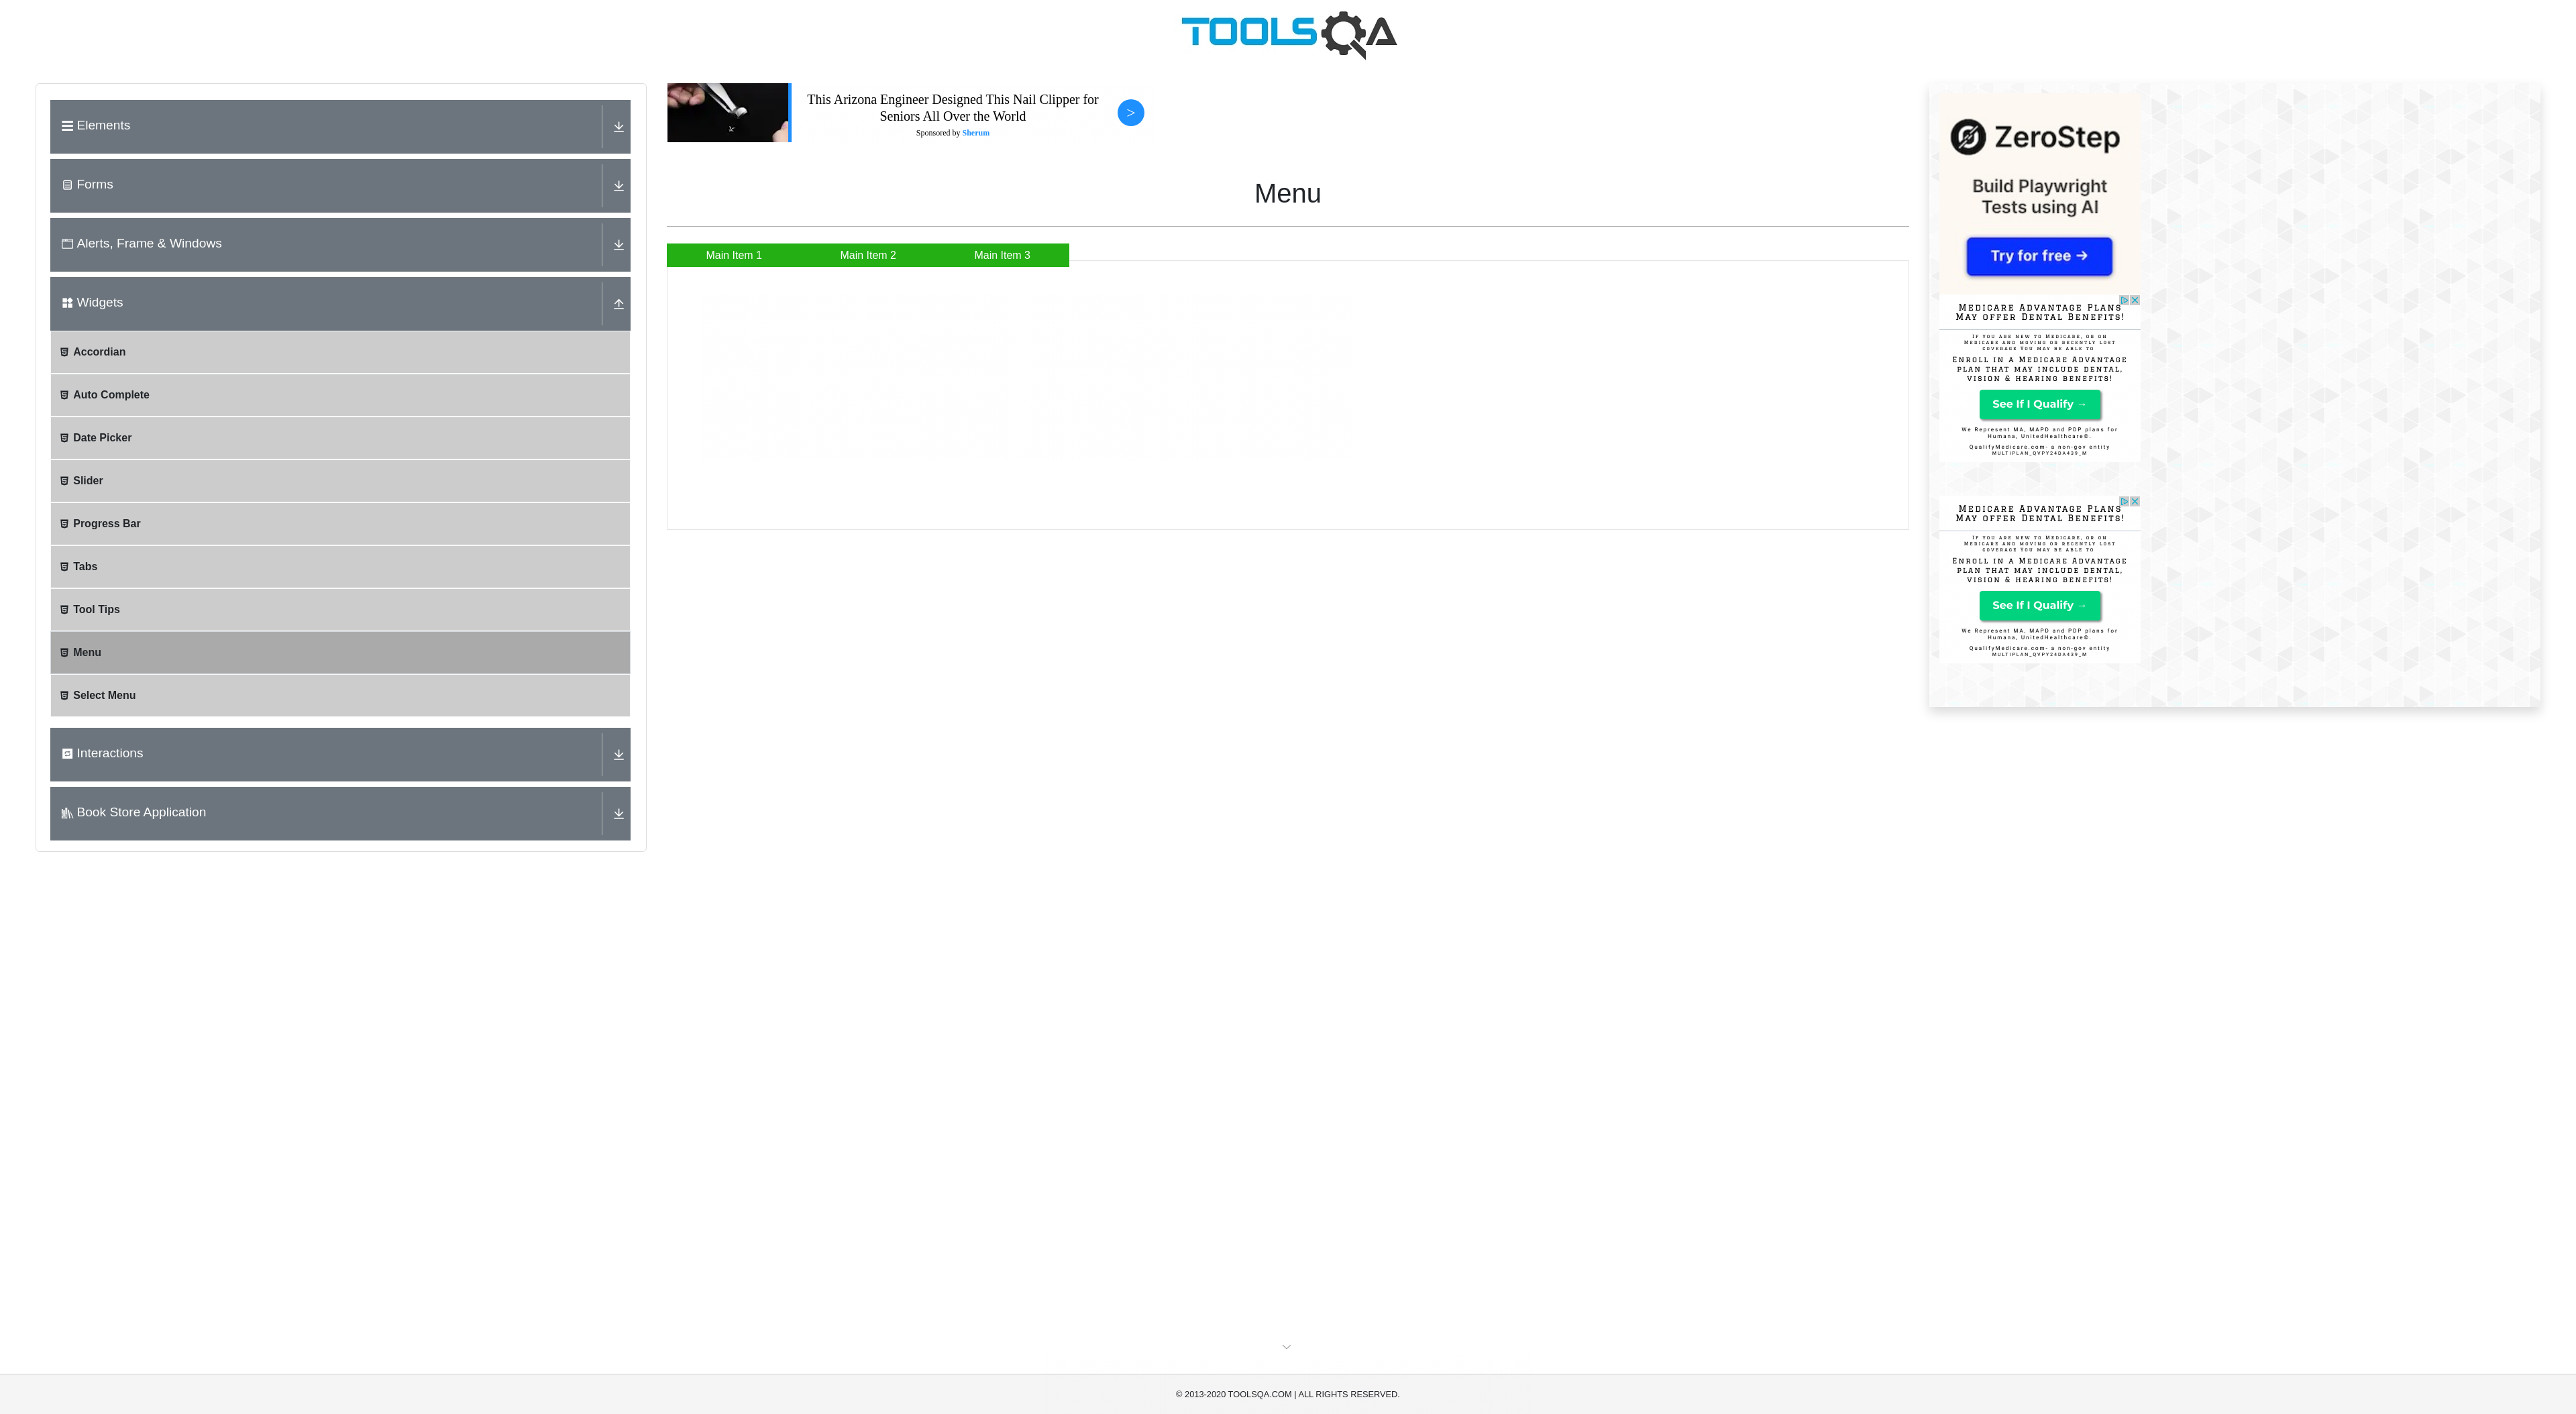 TOOLSQA
Elements
Forms
Alerts, Frame & Windows
Widgets
Accordian
Auto Complete
Date Picker
Slider
Progress Bar
Tabs
Tool Tips
Menu
Select Menu
Interactions
Book Store Application
This Arizona Engineer Designed This Nail Clipper for
Seniors All Over the World
Sponsored by Sherum
>
Menu
Main Item 1
Main Item 2
Main Item 3
ZeroStep
Build Playwright
Tests using AI
Try for free →
Medicare Advantage Plans
May offer Dental Benefits!
If you are new to Medicare, or on
Medicare and moving or recently lost
coverage you may be able to
Enroll in a Medicare Advantage
plan that may include dental,
vision & hearing benefits!
See If I Qualify →
We Represent MA, MAPD and PDP plans for
Humana, UnitedHealthcare©.
QualifyMedicare.com- a non-gov entity
MULTIPLAN_QVPY24DA439_M
Medicare Advantage Plans
May offer Dental Benefits!
If you are new to Medicare, or on
Medicare and moving or recently lost
coverage you may be able to
Enroll in a Medicare Advantage
plan that may include dental,
vision & hearing benefits!
See If I Qualify →
We Represent MA, MAPD and PDP plans for
Humana, UnitedHealthcare©.
QualifyMedicare.com- a non-gov entity
MULTIPLAN_QVPY24DA439_M
© 2013-2020 TOOLSQA.COM | ALL RIGHTS RESERVED.